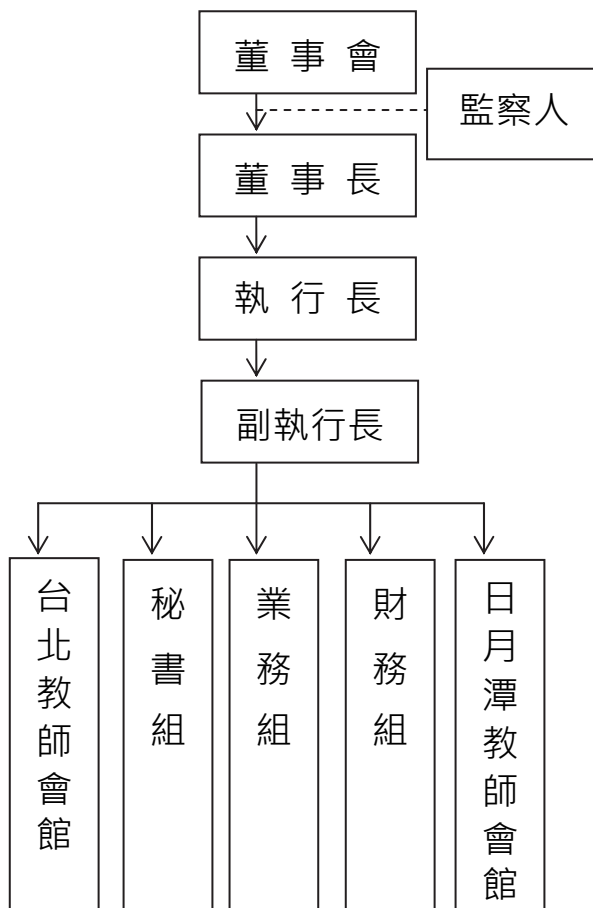 董事會
監察人
董事長
執行長
副執行長
台北教師會館
秘書組
業務組
財務組
日月潭教師會館